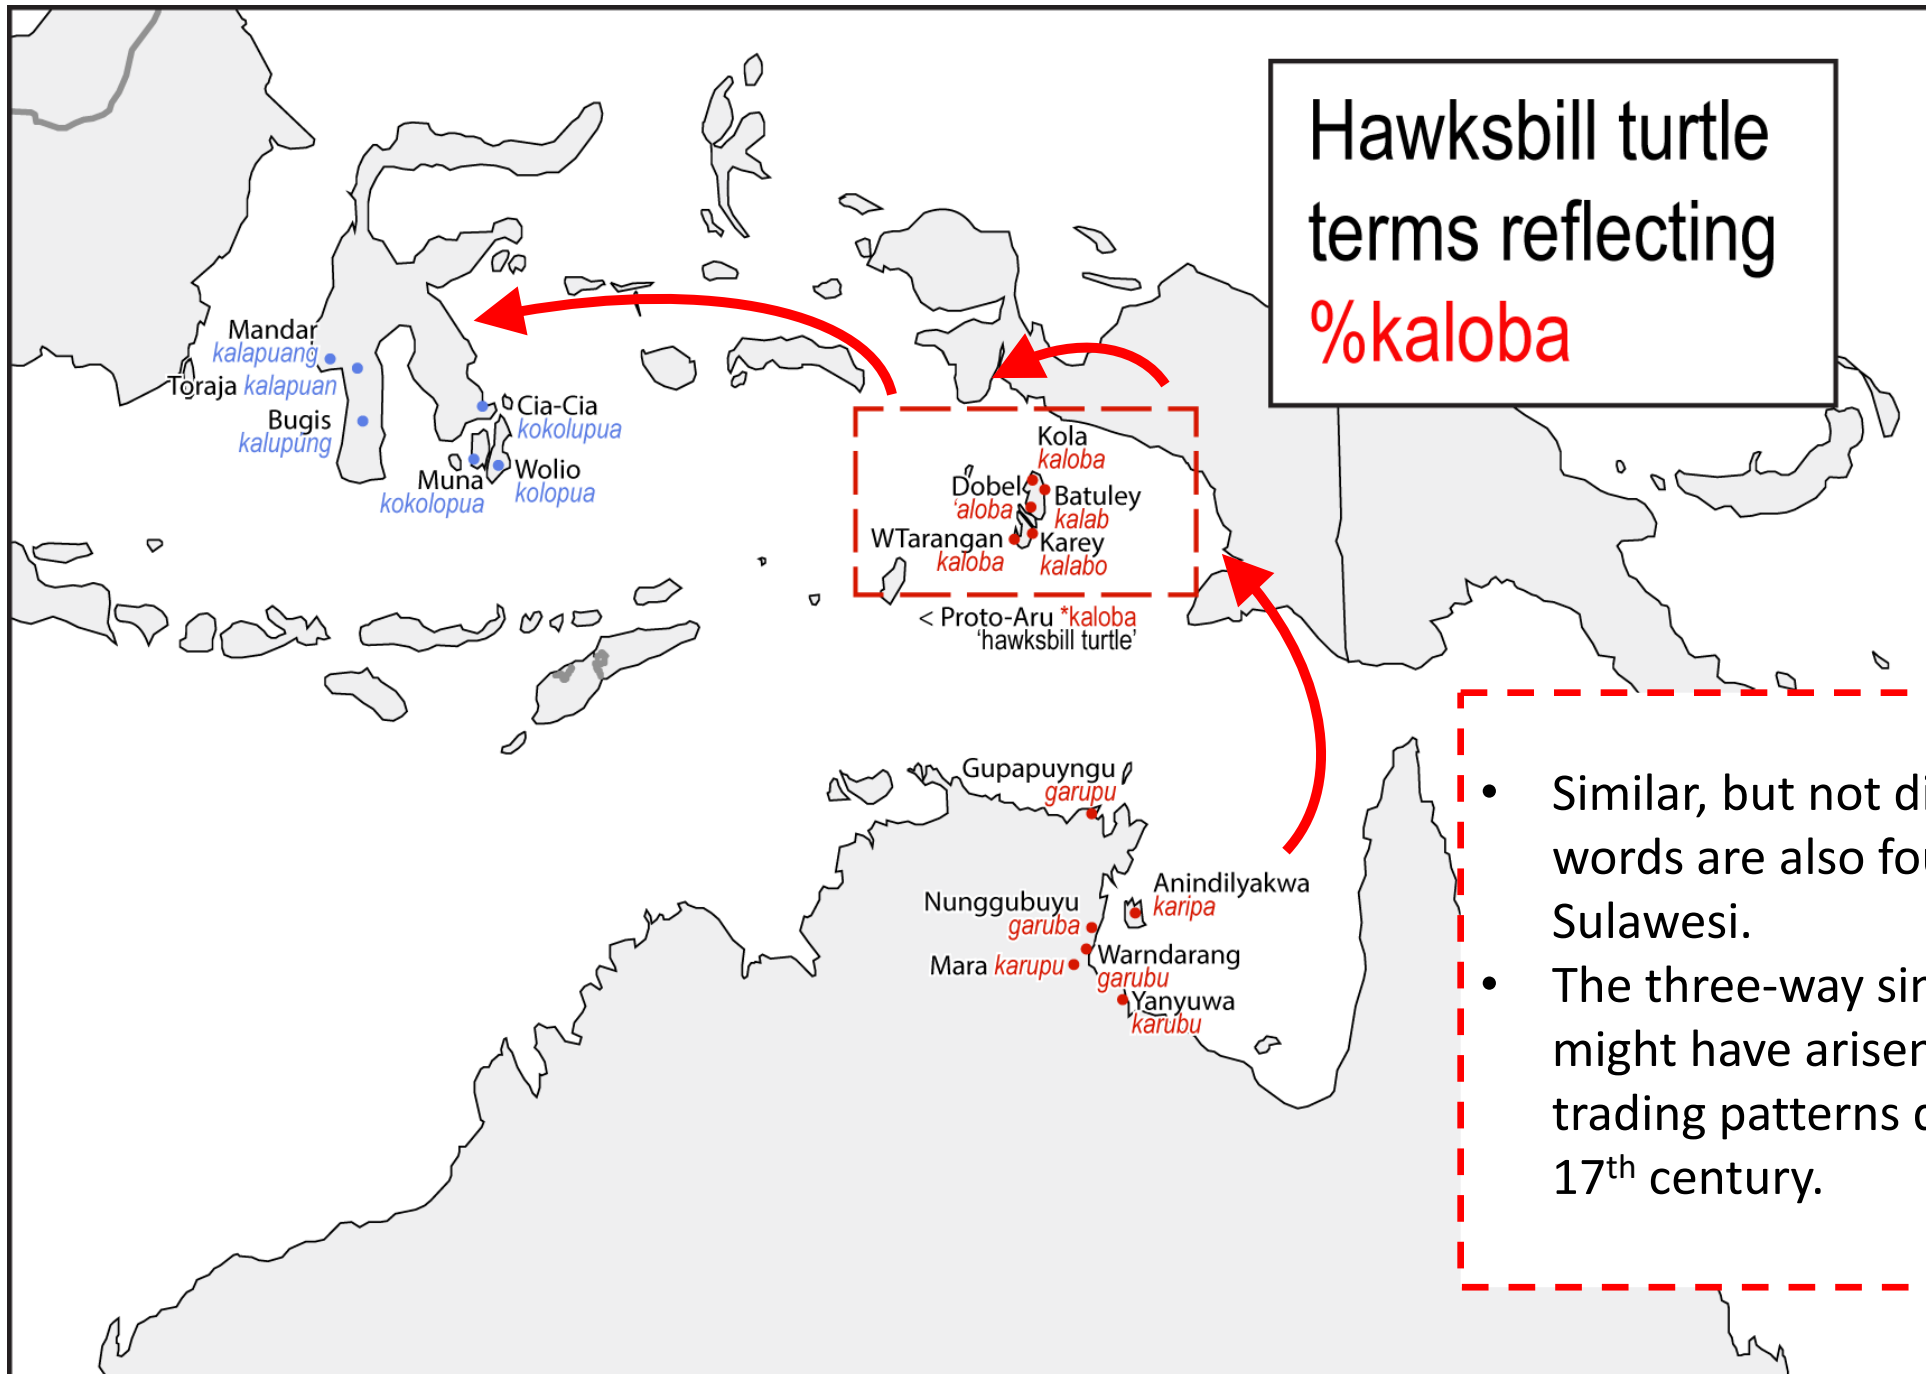 Hawksbill turtle
terms reflecting
%kaloba
Mandar
kalapuang
Toraja kalapuan
Bugis
kalupung
Cia-Cia
kokolupua
Muna
kokolopua
Wolio
kolopua
Kola
kaloba
Dobel
'aloba
Batuley
kalab
WTarangan
kaloba
Karey
kalabo
< Proto-Aru *kaloba
'hawksbill turtle'
Gupapuyngu
garupu
Anindilyakwa
karipa
Nunggubuyu
garuba
Mara karupu
Warndarang
garubu
Yanyuwa
karubu
• Similar, but not
words are also
Sulawesi.
• The three-way
might have
trading patterns
17th century.